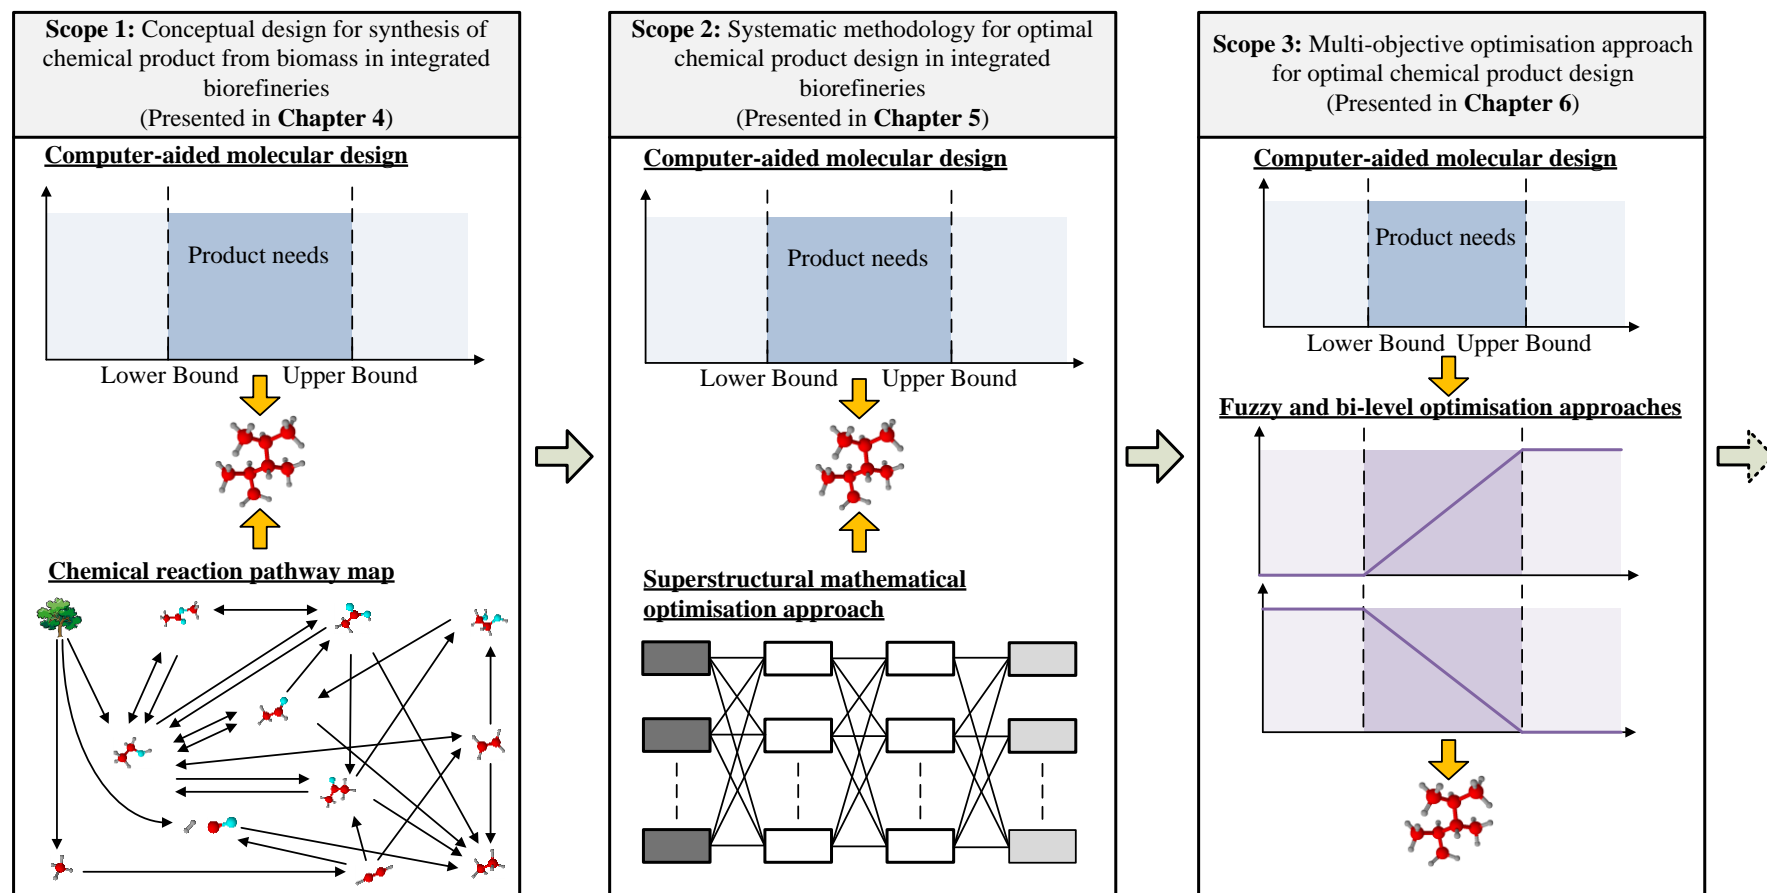 Scope 1: Conceptual design for synthesis of
chemical product from biomass in integrated
biorefineries
(Presented in Chapter 4)
Computer-aided molecular design
Product needs
Lower Bound
Upper Bound
Chemical reaction pathway map
Scope 2: Systematic methodology for optimal
chemical product design in integrated
biorefineries
(Presented in Chapter 5)
Computer-aided molecular design
Product needs
Lower Bound
Upper Bound
Superstructural mathematical
optimisation approach
Scope 3: Multi-objective optimisation approach
for optimal chemical product design
(Presented in Chapter 6)
Computer-aided molecular design
Product needs
Lower Bound
Upper Bound
Fuzzy and bi-level optimisation approaches